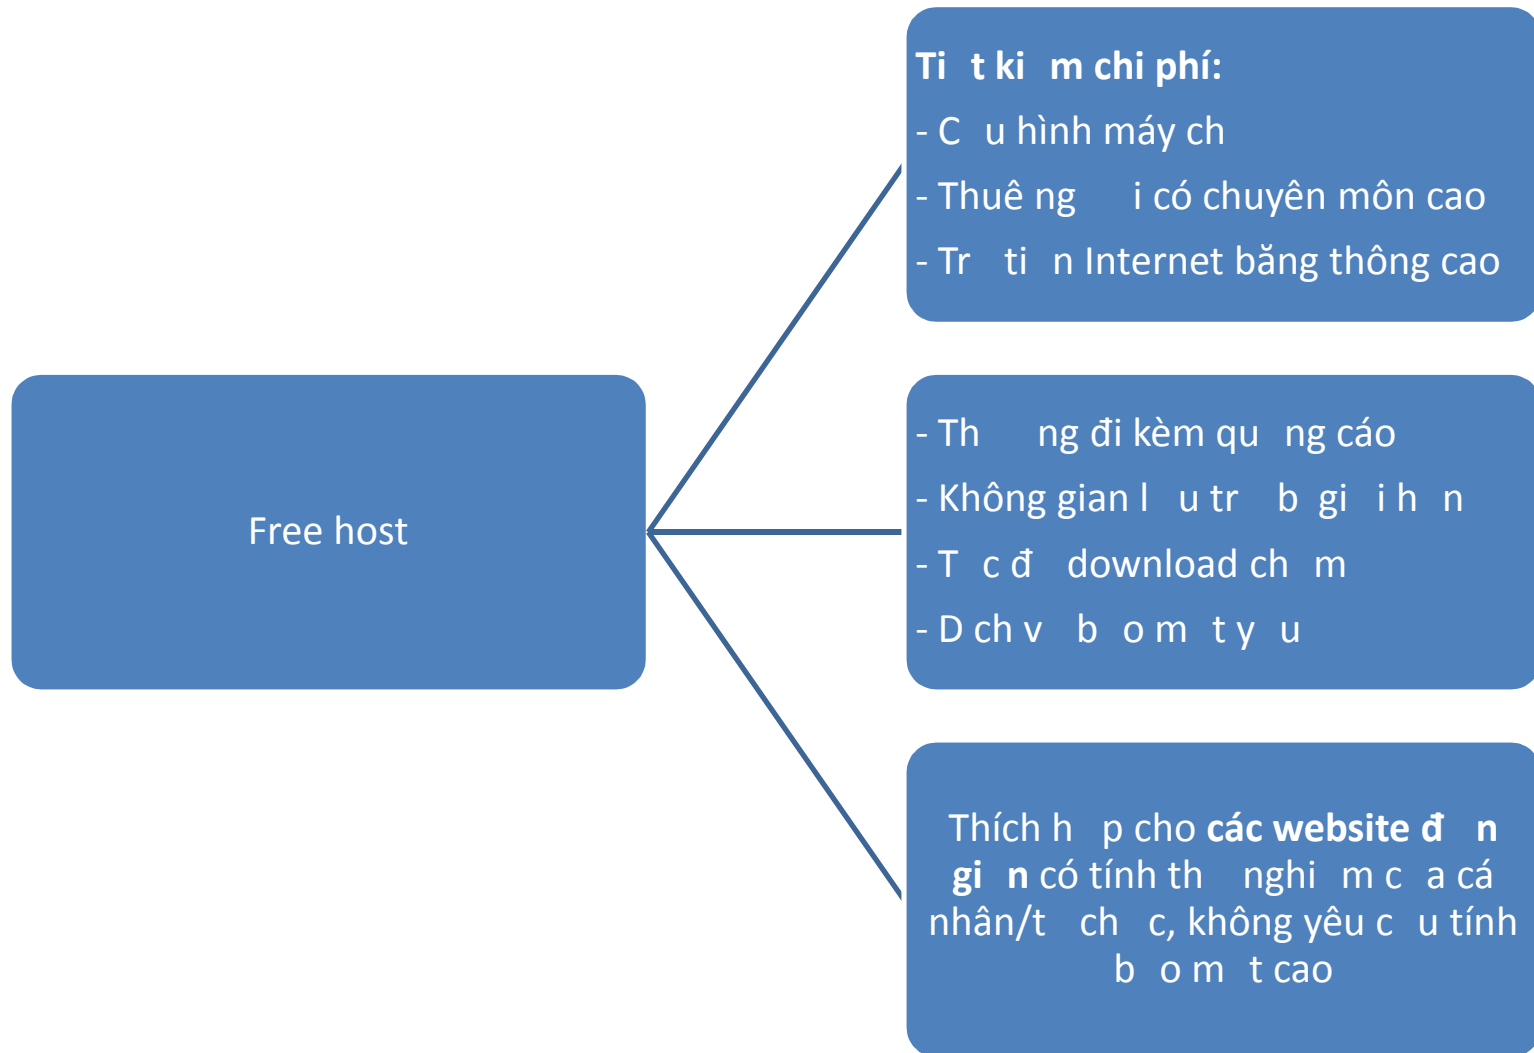 Free host
Ti t ki m chi phí:
- C u hình máy ch
- Thuê ng i có chuyên môn cao
- Tr ti n Internet băng thông cao
- Th ng đi kèm qu ng cáo
- Không gian l u tr b gi i h n
- T c đ download ch m
- D ch v b o m t y u
Thích h p cho các website đ n
gi n có tính th nghi m c a cá
nhân/t ch c, không yêu c u tính
b o m t cao